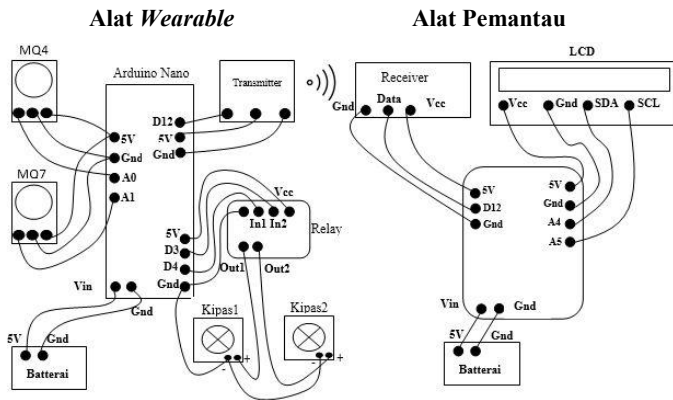 Alat Wearable
MQ4
Arduino Nano
Transmitter
D12
5V
Gnd
5V
Gnd
A0
A1
MQ7
Vcc
In1 In2
Relay
5V
D3
D4
Gnd
Out1
Out2
Vin
Gnd
5V
Gnd
Batterai
Kipas1
- +
Kipas2
- +
Alat Pemantau
Receiver
Gnd
Data
Vcc
LCD
Vcc
Gnd
SDA
SCL
5V
D12
Gnd
5V
Gnd
A4
A5
Vin
Gnd
5V
Gnd
Batterai